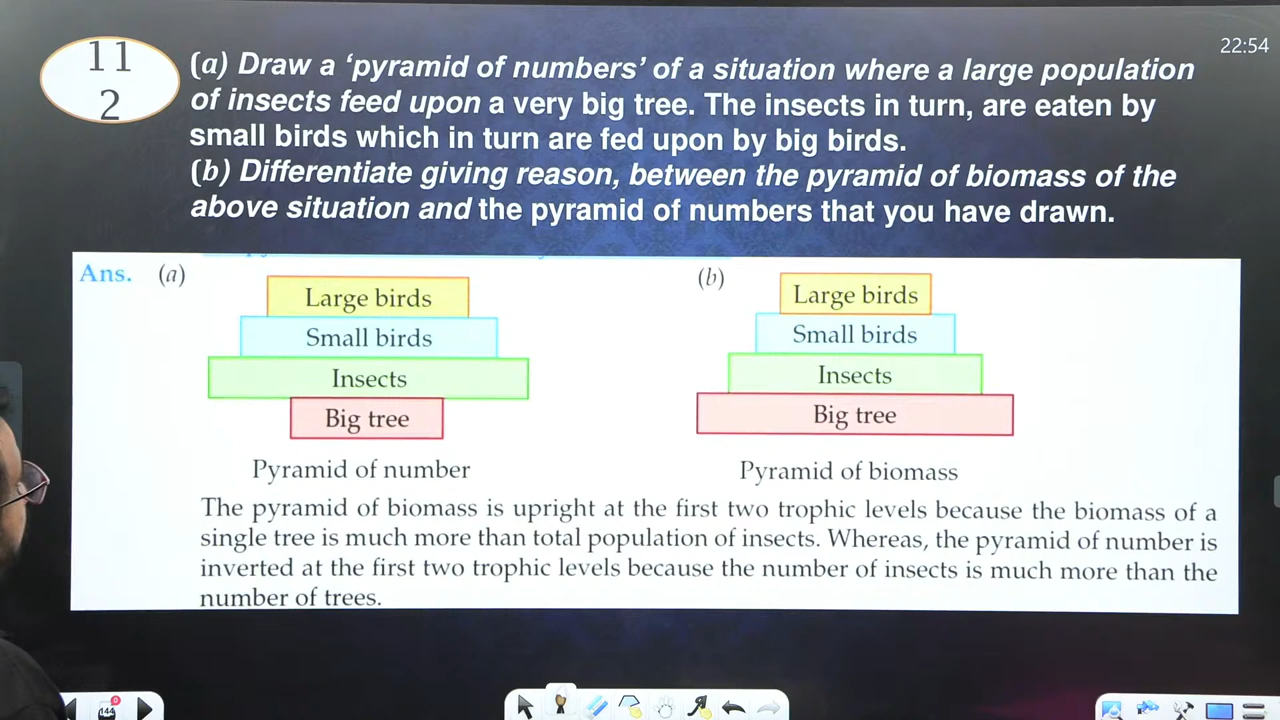 22:54
11
2
(a) Draw a ‘pyramid of numbers’ of a situation where a large population
of insects feed upon a very big tree. The insects in turn, are eaten by
small birds which in turn are fed upon by big birds.
(b) Differentiate giving reason, between the pyramid of biomass of the
above situation and the pyramid of numbers that you have drawn.
Ans. (a)
Large birds
Small birds
Insects
Big tree
Pyramid of number
(b)
Large birds
Small birds
Insects
Big tree
Pyramid of biomass
The pyramid of biomass is upright at the first two trophic levels because the biomass of a
single tree is much more than total population of insects. Whereas, the pyramid of number is
inverted at the first two trophic levels because the number of insects is much more than the
number of trees.
144